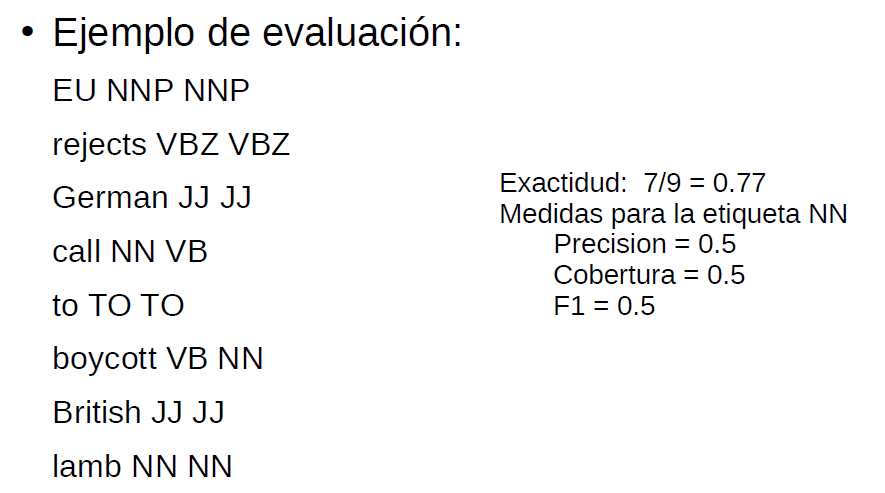 • Ejemplo de evaluación:
EU NNP NNP
rejects VBZ VBZ
German JJ JJ
call NN VB
to TO TO
boycott VB NN
British JJ JJ
lamb NN NN
Exactidud: 7/9 = 0.77
Medidas para la etiqueta NN
Precision = 0.5
Cobertura = 0.5
F1 = 0.5